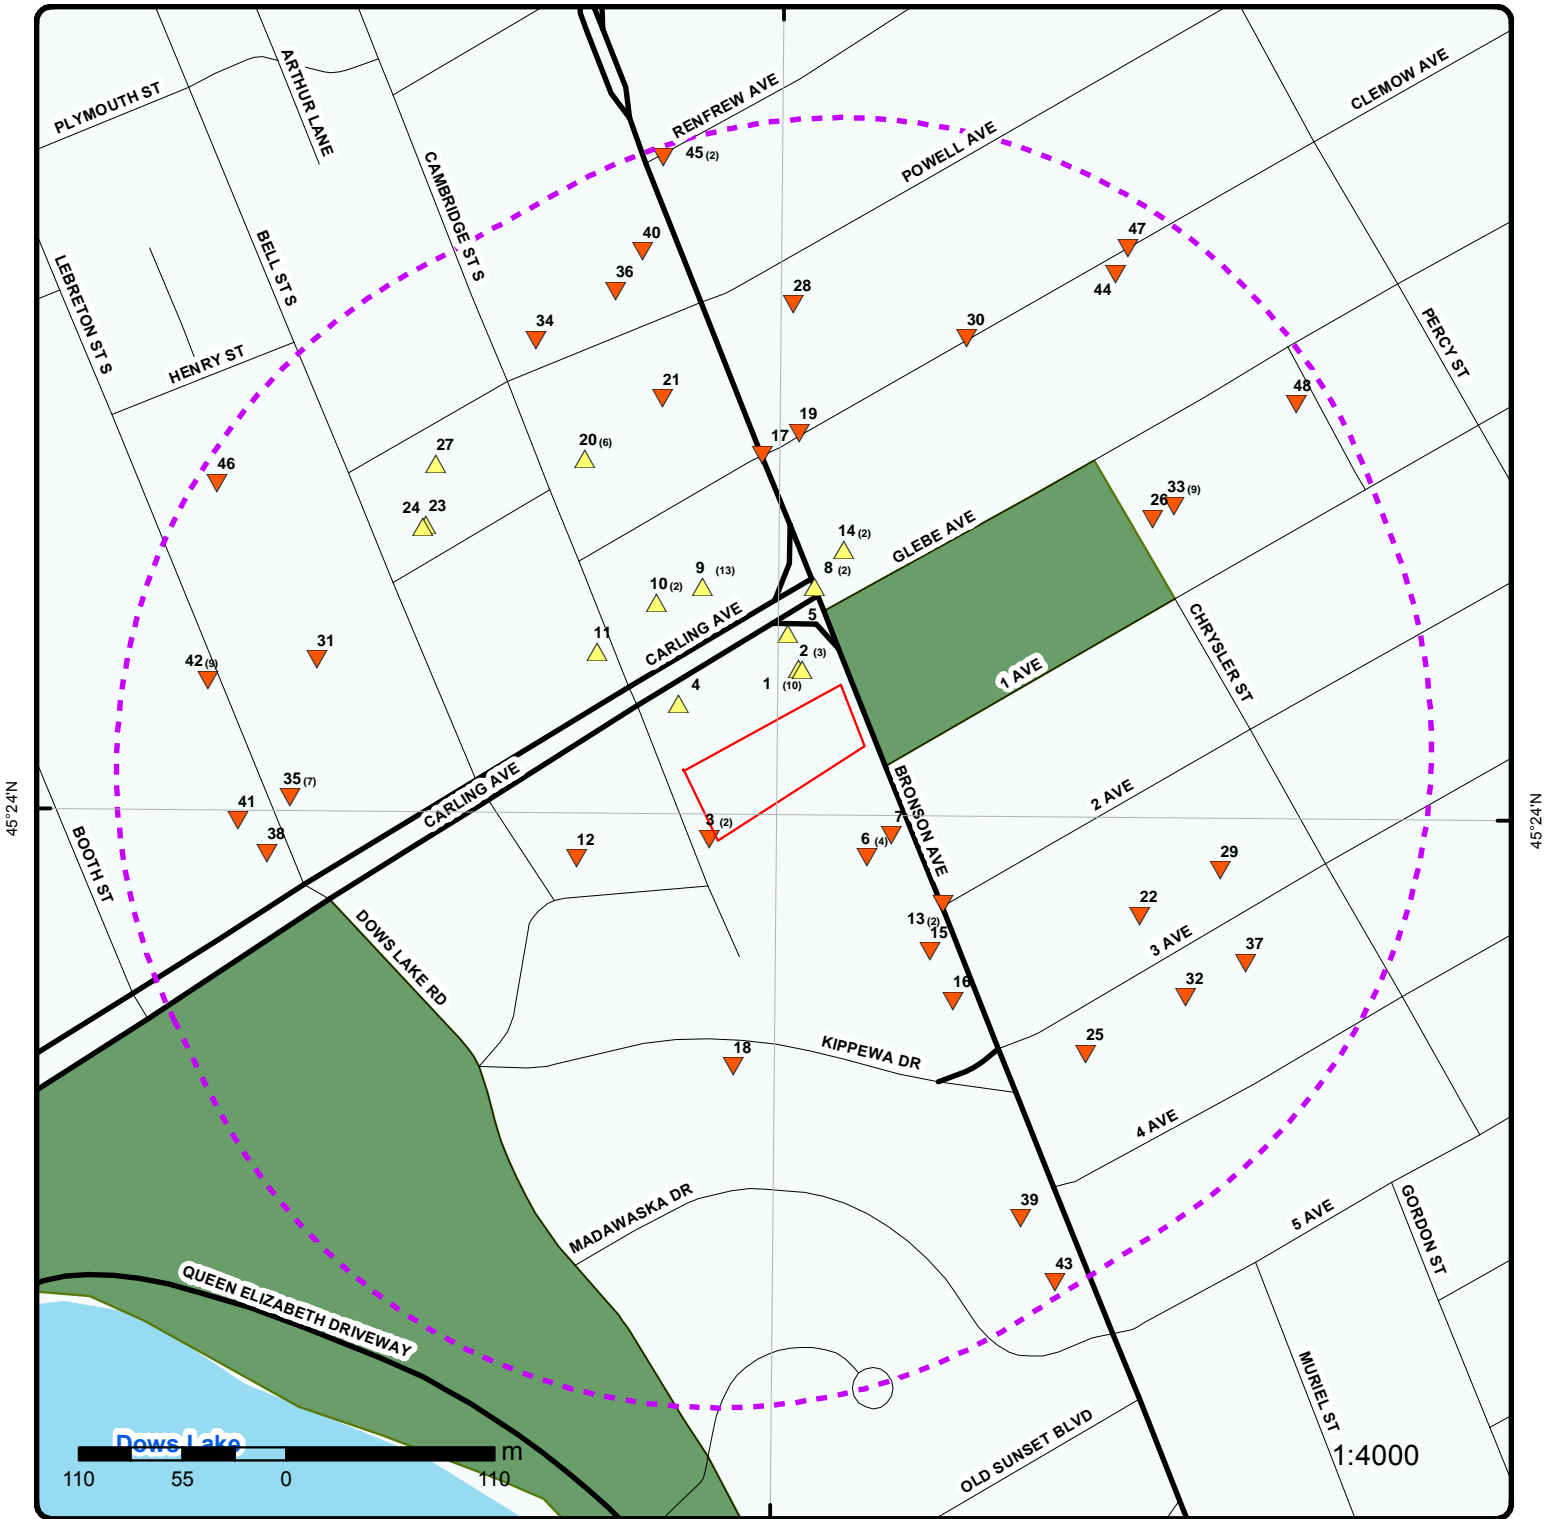 PLYMOUTH ST
ARTHUR LANE
RENFREW AVE
CLEMOW AVE
POWELL AVE
45 (2)
CAMBRIDGE ST S
BELL ST S
LEBRETON ST S
40
47
36
28
44
34
30
PERCY ST
HENRY ST
21
48
19
17
20 (6)
27
46
24
23
33 (9)
26
GLEBE AVE
14 (2)
8 (2)
9 (13)
10 (2)
5
CARLING AVE
11
31
42 (9)
2 (3)
1 (10)
4
1 AVE
CHRYSLER ST
CARLING AVE
BRONSON AVE
2 AVE
35 (7)
41
38
3 (2)
12
7
6 (4)
45°24'N
45°24'N
BOOTH ST
29
22
13 (2)
15
3 AVE
37
DOWS LAKE RD
16
32
KIPPEWA DR
18
25
4 AVE
MADAWASKA DR
39
5 AVE
GORDON ST
43
QUEEN ELIZABETH DRIVEWAY
MURIEL ST
OLD SUNSET BLVD
Dows Lake
m
110
55
0
110
1:4000